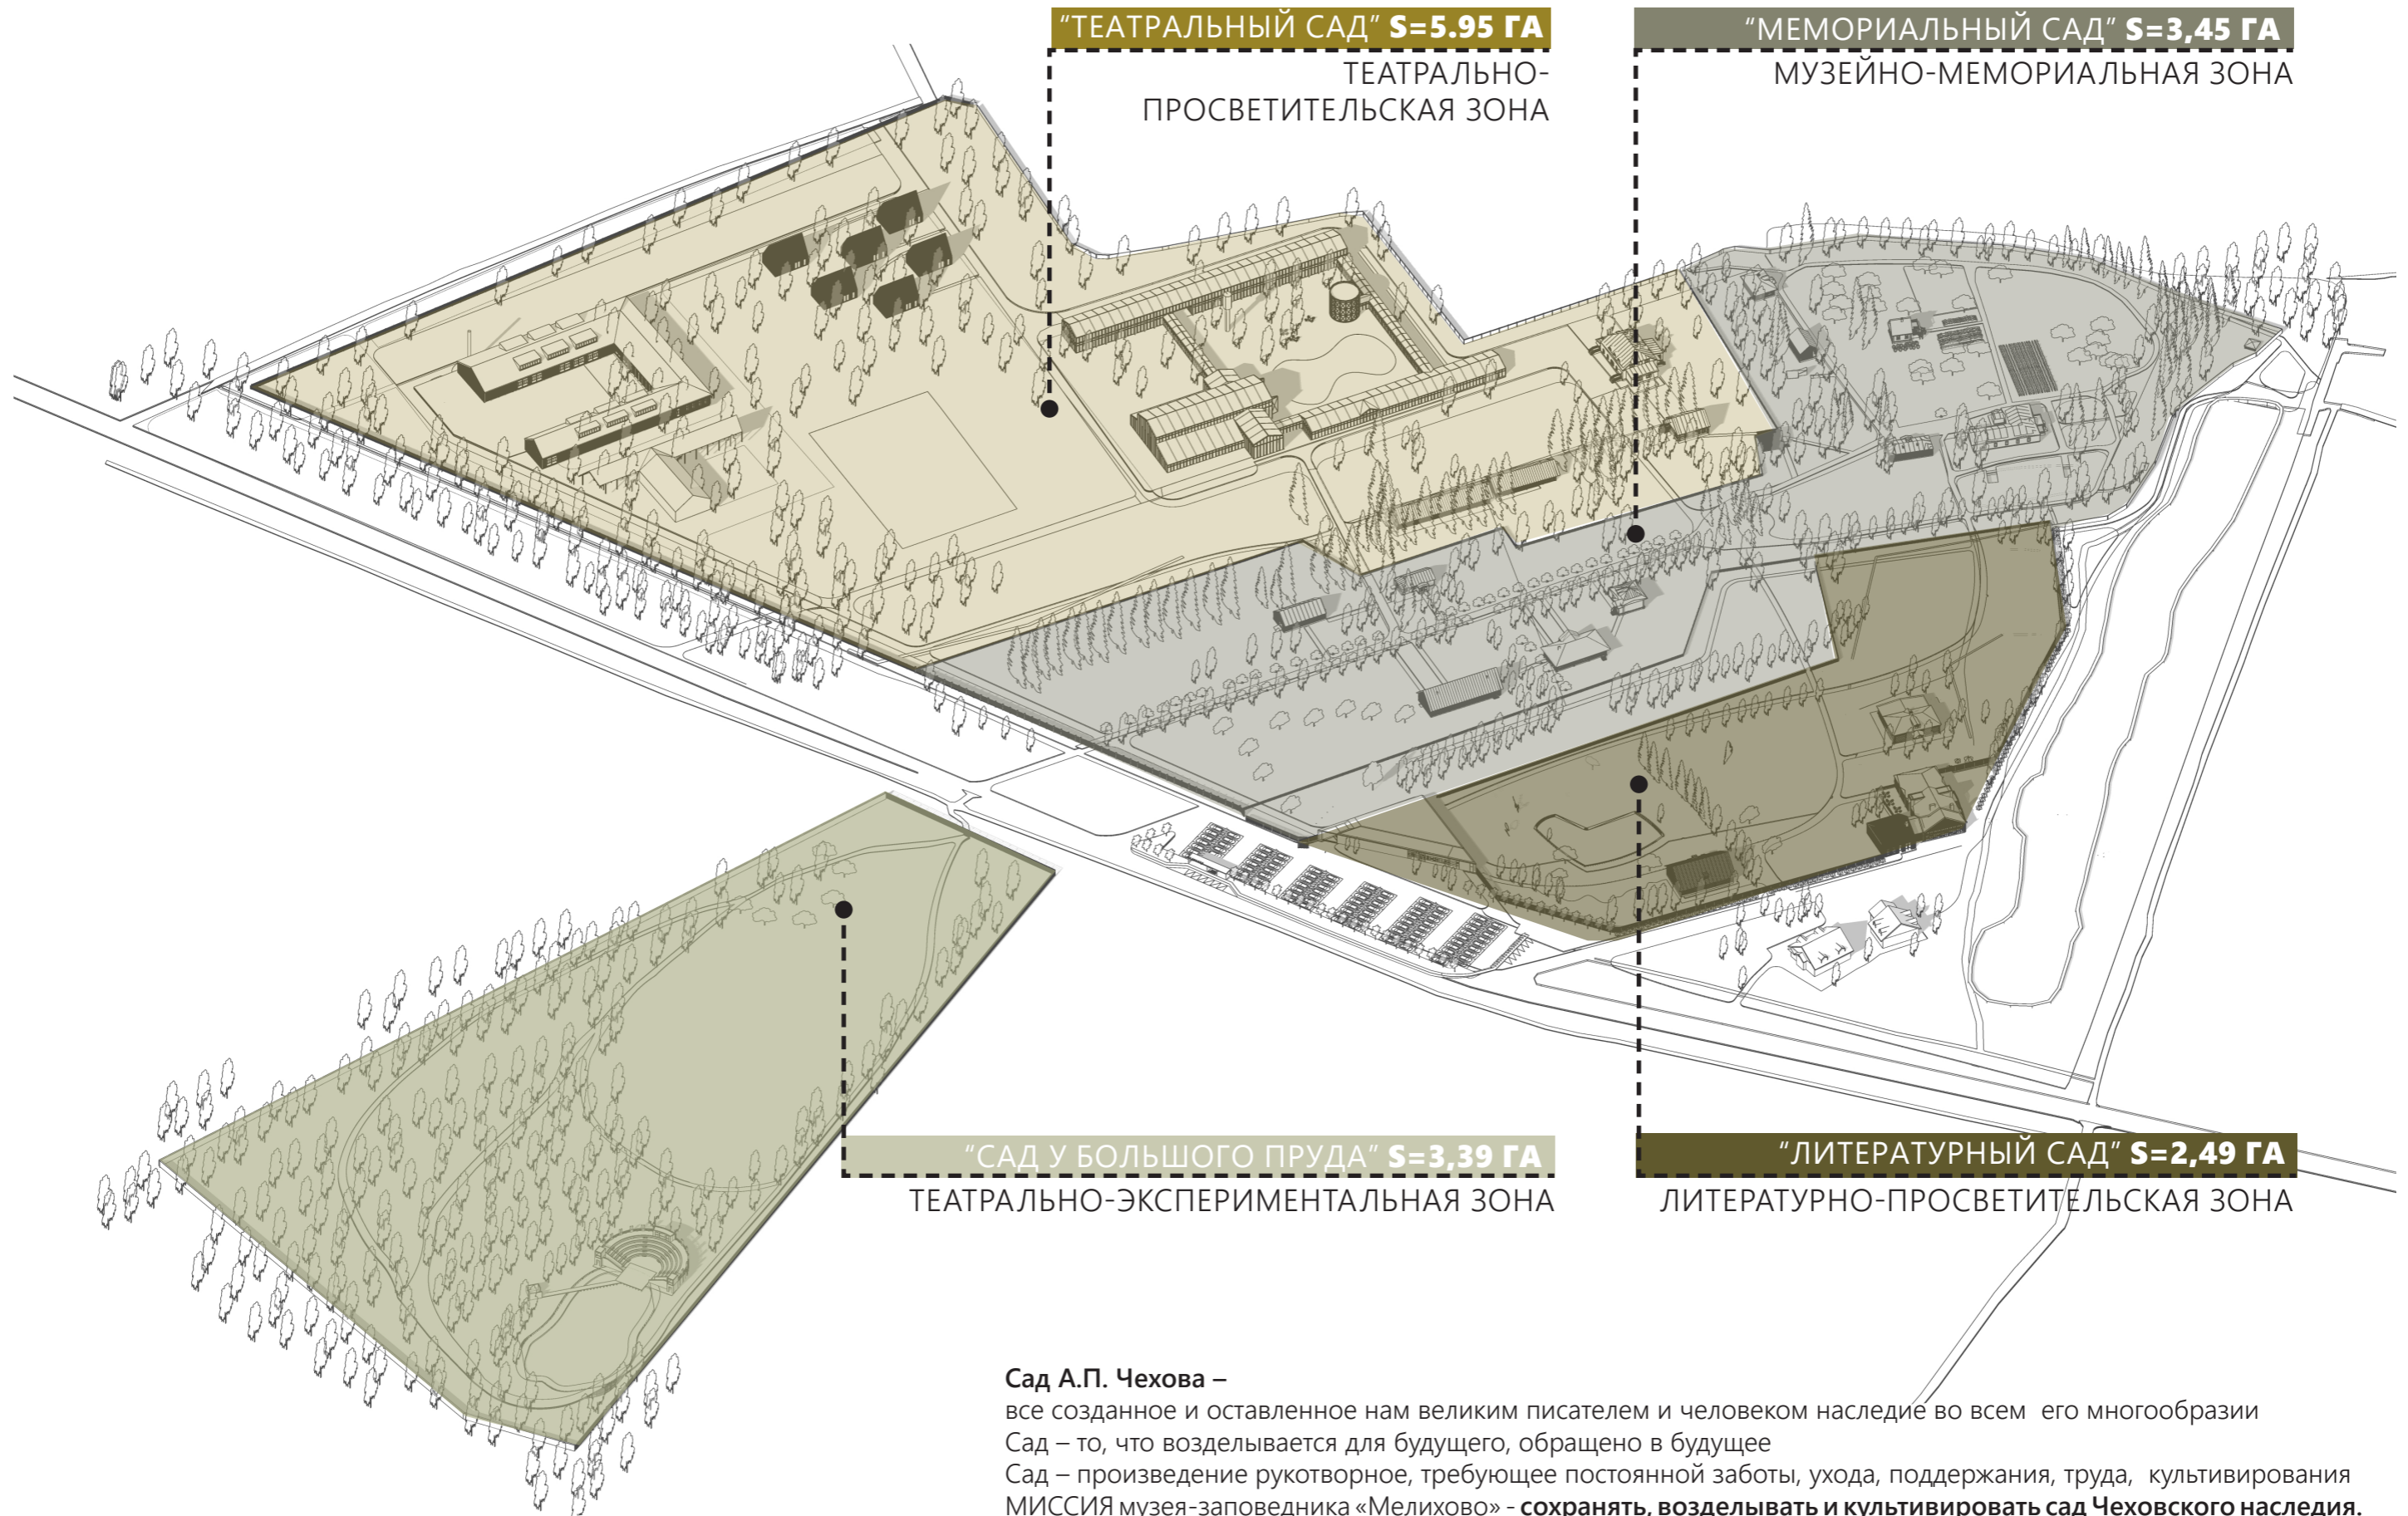 “ТЕАТРАЛЬНЫЙ САД” S=5.95 ГА
ТЕАТРАЛЬНО-
ПРОСВЕТИТЕЛЬСКАЯ ЗОНА
“МЕМОРИАЛЬНЫЙ САД” S=3,45 ГА
МУЗЕЙНО-МЕМОРИАЛЬНАЯ ЗОНА
“САД У БОЛЬШОГО ПРУДА” S=3,39 ГА
ТЕАТРАЛЬНО-ЭКСПЕРИМЕНТАЛЬНАЯ ЗОНА
“ЛИТЕРАТУРНЫЙ САД” S=2,49 ГА
ЛИТЕРАТУРНО-ПРОСВЕТИТЕЛЬСКАЯ ЗОНА
Сад А.П. Чехова –
все созданное и оставленное нам великим писателем и человеком наследие во всем его многообразии
Сад – то, что возделывается для будущего, обращено в будущее
Сад – произведение рукотворное, требующее постоянной заботы, ухода, поддержания, труда, культивирования
МИССИЯ музея-заповедника «Мелихово» - сохранять, возделывать и культивировать сад Чеховского наследия.